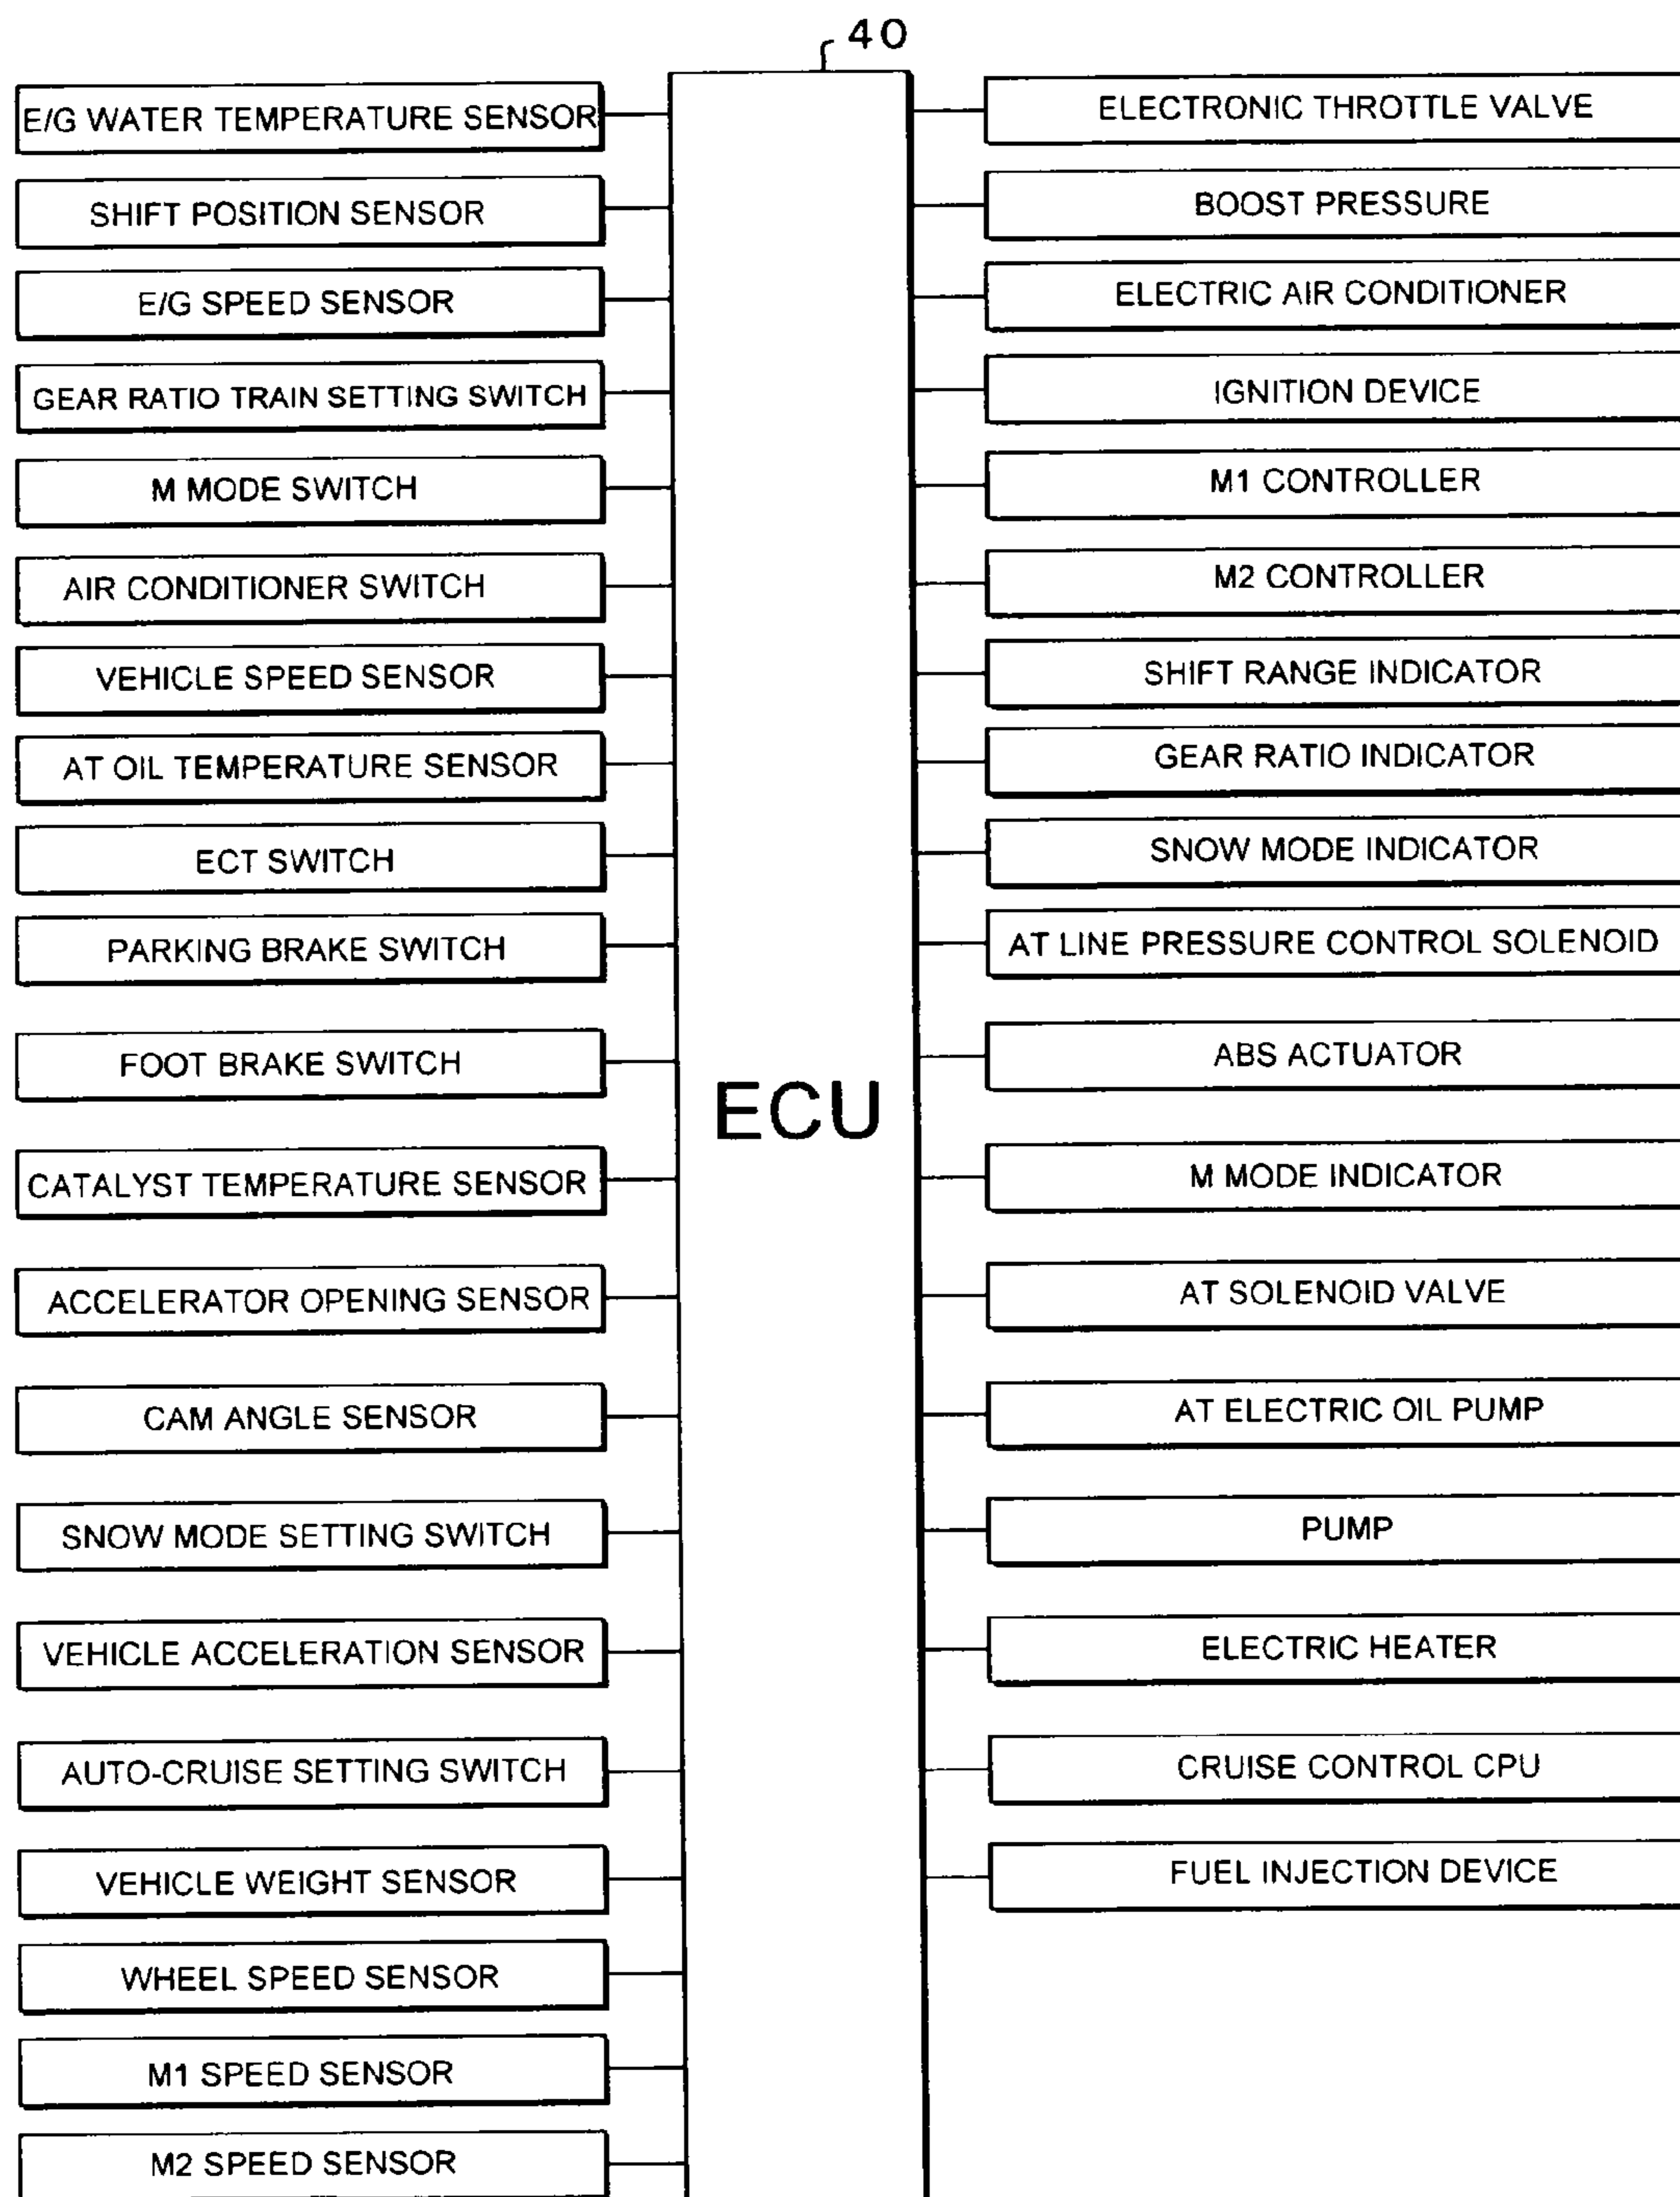 40
E/G WATER TEMPERATURE SENSOR
SHIFT POSITION SENSOR
E/G SPEED SENSOR
GEAR RATIO TRAIN SETTING SWITCH
M MODE SWITCH
AIR CONDITIONER SWITCH
VEHICLE SPEED SENSOR
AT OIL TEMPERATURE SENSOR
ECT SWITCH
PARKING BRAKE SWITCH
FOOT BRAKE SWITCH
CATALYST TEMPERATURE SENSOR
ACCELERATOR OPENING SENSOR
CAM ANGLE SENSOR
SNOW MODE SETTING SWITCH
VEHICLE ACCELERATION SENSOR
AUTO-CRUISE SETTING SWITCH
VEHICLE WEIGHT SENSOR
WHEEL SPEED SENSOR
M1 SPEED SENSOR
M2 SPEED SENSOR
ECU
ELECTRONIC THROTTLE VALVE
BOOST PRESSURE
ELECTRIC AIR CONDITIONER
IGNITION DEVICE
M1 CONTROLLER
M2 CONTROLLER
SHIFT RANGE INDICATOR
GEAR RATIO INDICATOR
SNOW MODE INDICATOR
AT LINE PRESSURE CONTROL SOLENOID
ABS ACTUATOR
M MODE INDICATOR
AT SOLENOID VALVE
AT ELECTRIC OIL PUMP
PUMP
ELECTRIC HEATER
CRUISE CONTROL CPU
FUEL INJECTION DEVICE